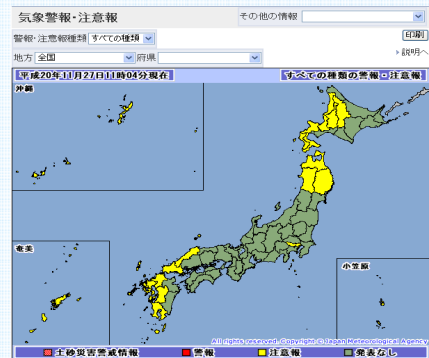 気象警報・注意報
その他の情報
警報・注意報種類 すべての種類
印刷
地方 全国 府県
説明へ
平成20年11月27日11時04分現在
すべての種類の警報・注意報
沖縄
奄美
小笠原
All rights reserved. Copyright © Japan Meteorological Agency
土砂災害警戒情報 警報 注意報 発表なし